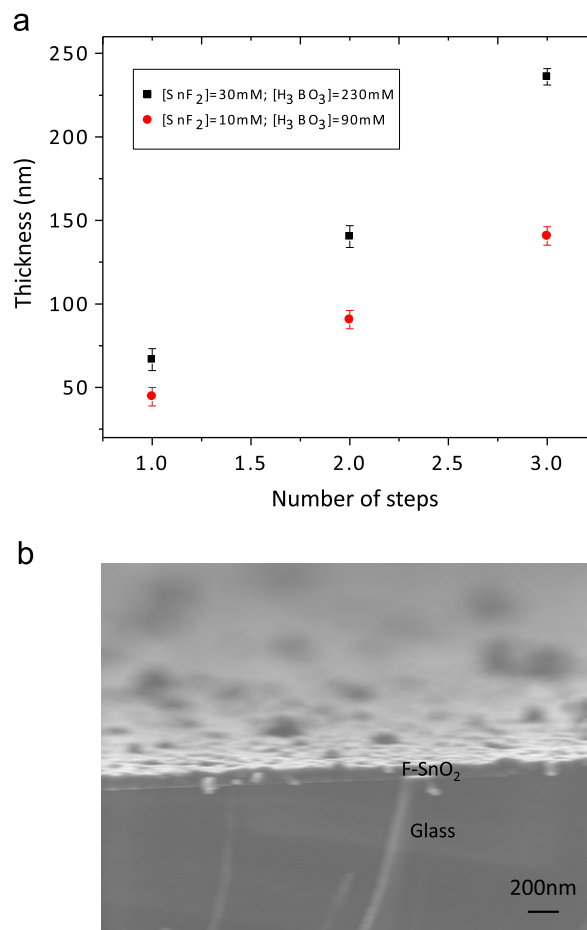 a
250
[SnF2]=30mM; [H3BO3]=230mM
[SnF2]=10mM; [H3BO3]=90mM
200
150
100
50
Thickness (nm)
1.0 1.5 2.0 2.5 3.0
Number of steps
b
F-SnO2
Glass
200nm